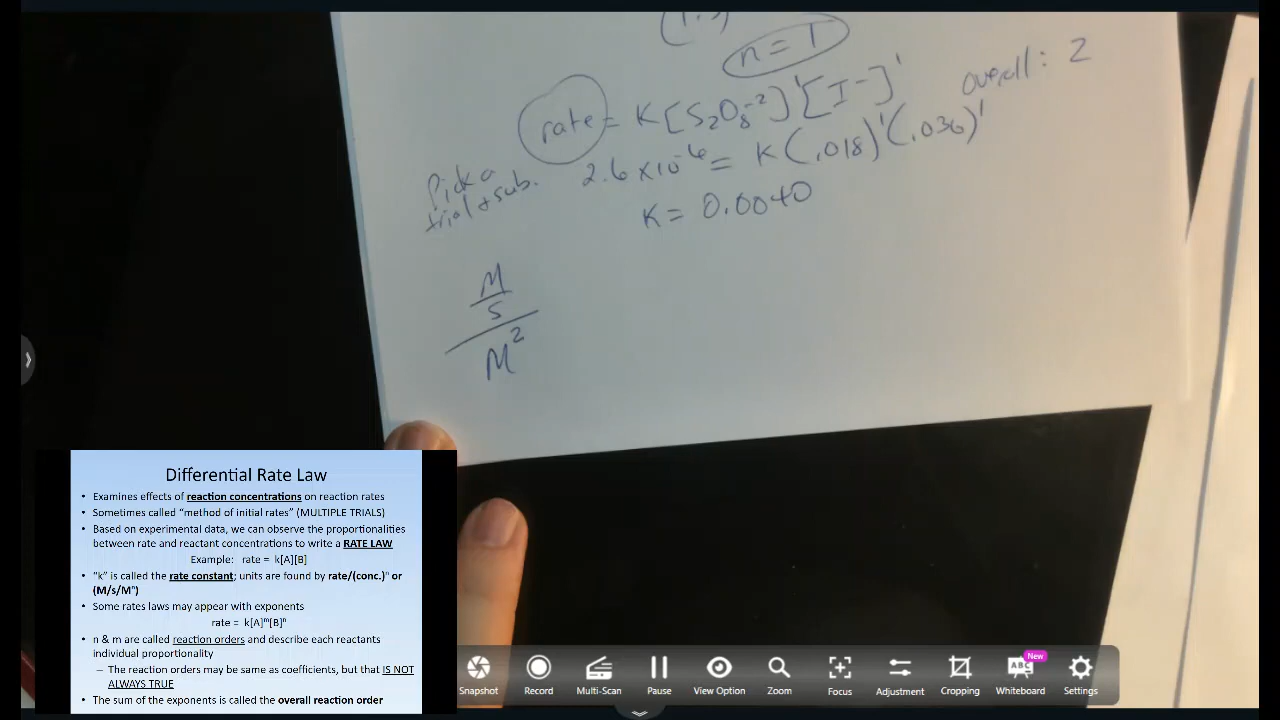 n = 1
rate = K[S₂O₈⁻²]¹[I⁻]¹ overall: 2
Pick a trial + sub. 2.6 x 10⁻⁶ = K(.018)¹(.036)¹
K = 0.0040
M
s
M²
Differential Rate Law
• Examines effects of reaction concentrations on reaction rates
• Sometimes called “method of initial rates” (MULTIPLE TRIALS)
• Based on experimental data, we can observe the proportionalities
between rate and reactant concentrations to write a RATE LAW
Example: rate = k[A][B]
• “k” is called the rate constant; units are found by rate/(conc.)ⁿ or
(M/s/Mⁿ)
• Some rates laws may appear with exponents
rate = k[A]ᵐ[B]ⁿ
• n & m are called reaction orders and describe each reactants
individual proportionality
– The reaction orders may be same as coefficients, but that IS NOT
ALWAYS TRUE
• The sum of the exponents is called the overall reaction order
New
ABC
Snapshot Record Multi-Scan Pause View Option Zoom Focus Adjustment Cropping Whiteboard Settings